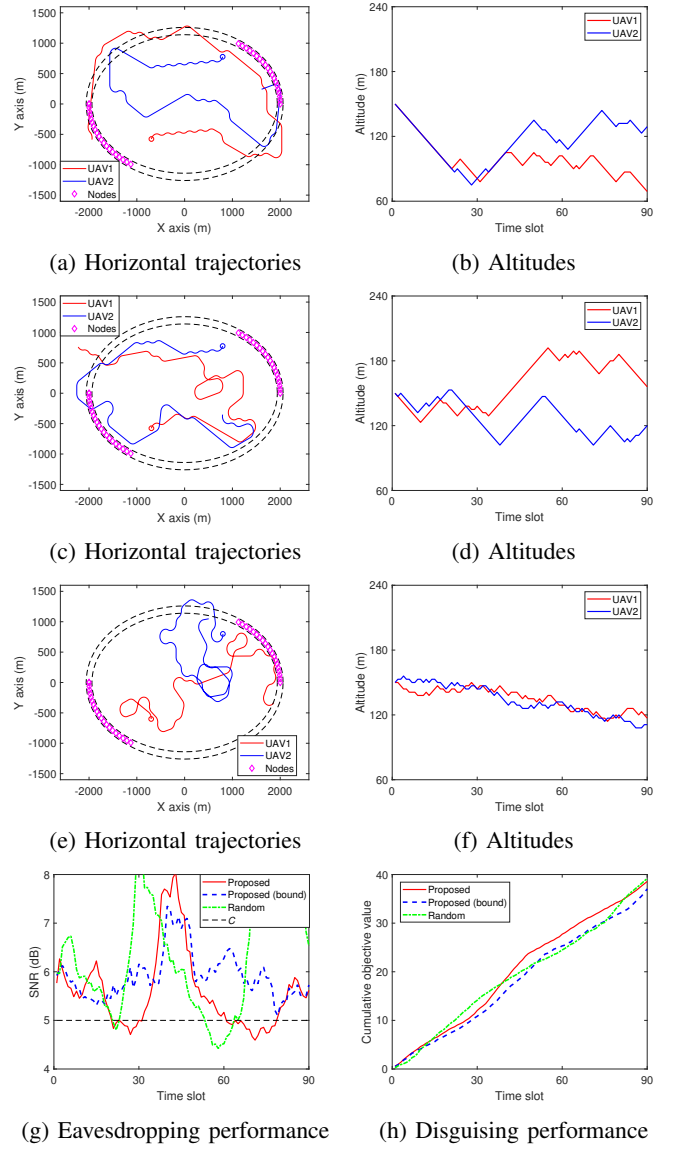 1500
1000
500
0
-500
-1000
-1500
Y axis (m)
UAV1
UAV2
Nodes
-2000 -1000 0 1000 2000
X axis (m)
(a) Horizontal trajectories
240
180
120
60
Altitude (m)
UAV1
UAV2
0 30 60 90
Time slot
(b) Altitudes
1500
1000
500
0
-500
-1000
-1500
Y axis (m)
UAV1
UAV2
Nodes
-2000 -1000 0 1000 2000
X axis (m)
(c) Horizontal trajectories
240
180
120
60
Altitude (m)
UAV1
UAV2
0 30 60 90
Time slot
(d) Altitudes
1500
1000
500
0
-500
-1000
-1500
Y axis (m)
UAV1
UAV2
Nodes
-2000 -1000 0 1000 2000
X axis (m)
(e) Horizontal trajectories
240
180
120
60
Altitude (m)
UAV1
UAV2
0 30 60 90
Time slot
(f) Altitudes
8
7
6
5
4
SNR (dB)
Proposed
Proposed (bound)
Random
C
0 30 60 90
Time slot
(g) Eavesdropping performance
40
30
20
10
0
Cumulative objective value
Proposed
Proposed (bound)
Random
0 30 60 90
Time slot
(h) Disguising performance